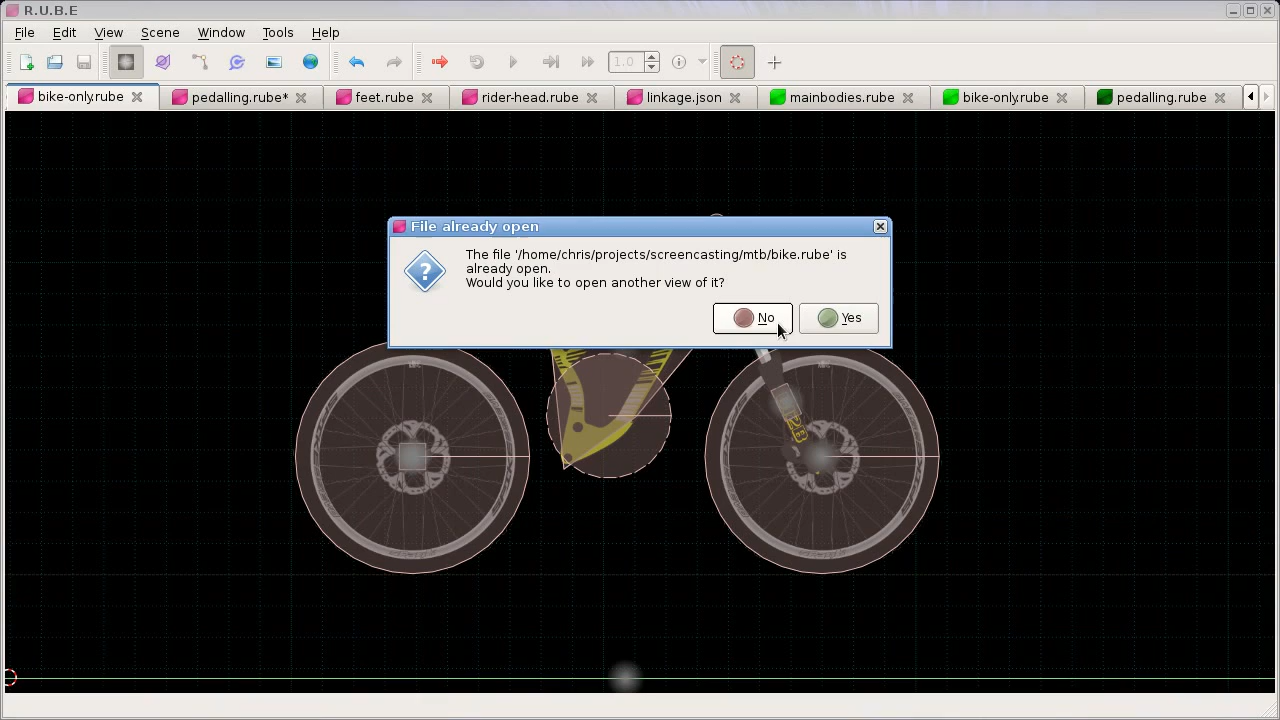 R.U.B.E
File Edit View Scene Window Tools Help
1.0
bike-only.rube pedalling.rube* feet.rube rider-head.rube linkage.json mainbodies.rube bike-only.rube pedalling.rube
File already open
The file '/home/chris/projects/screencasting/mtb/bike.rube' is
already open.
Would you like to open another view of it?
No Yes